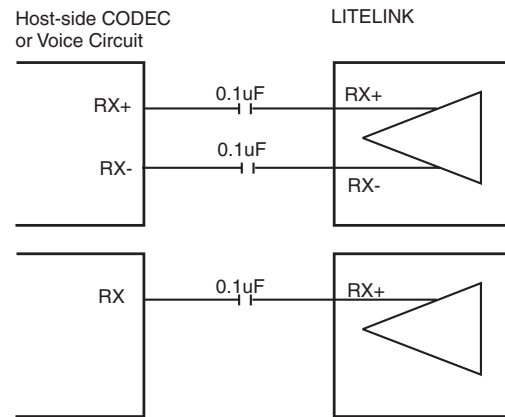 Host-side CODEC
or Voice Circuit
LITELINK
RX+
0.1uF
RX+
RX-
0.1uF
RX-
RX
0.1uF
RX+